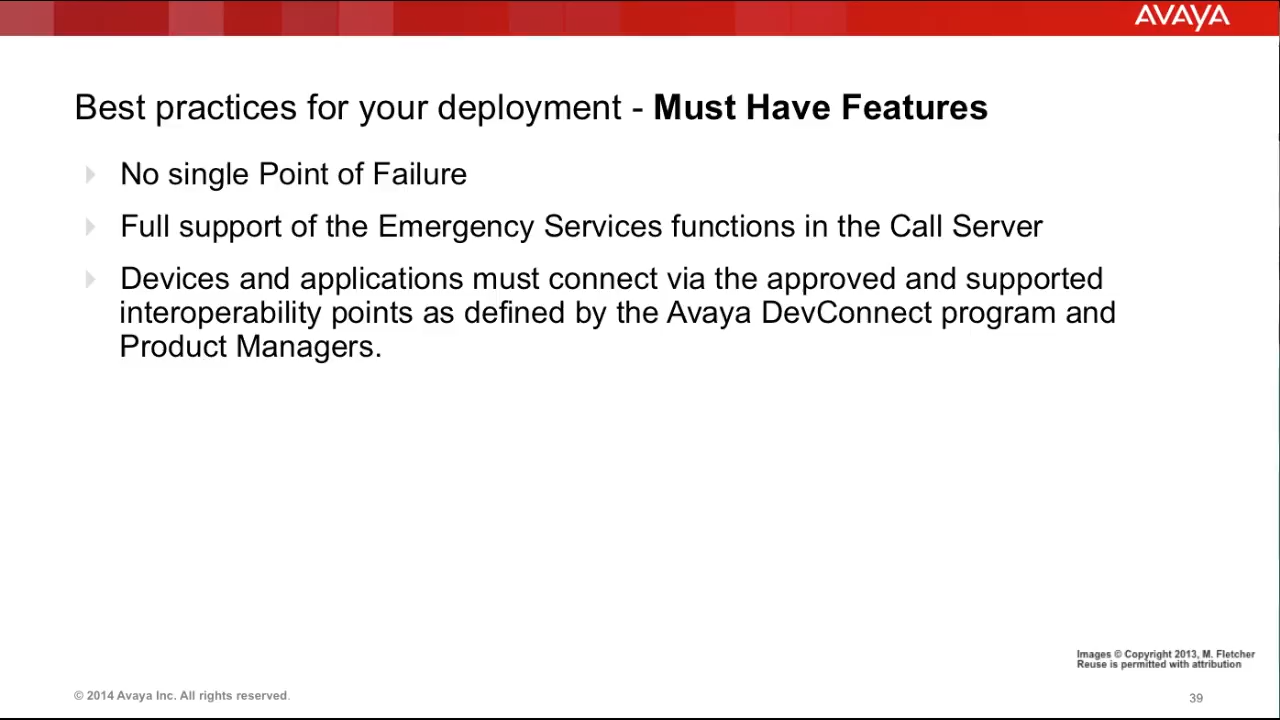 AVAYA
Best practices for your deployment - Must Have Features
No single Point of Failure
Full support of the Emergency Services functions in the Call Server
Devices and applications must connect via the approved and supported
interoperability points as defined by the Avaya DevConnect program and
Product Managers.
Images © Copyright 2013, M. Fletcher
Reuse is permitted with attribution
© 2014 Avaya Inc. All rights reserved.
39